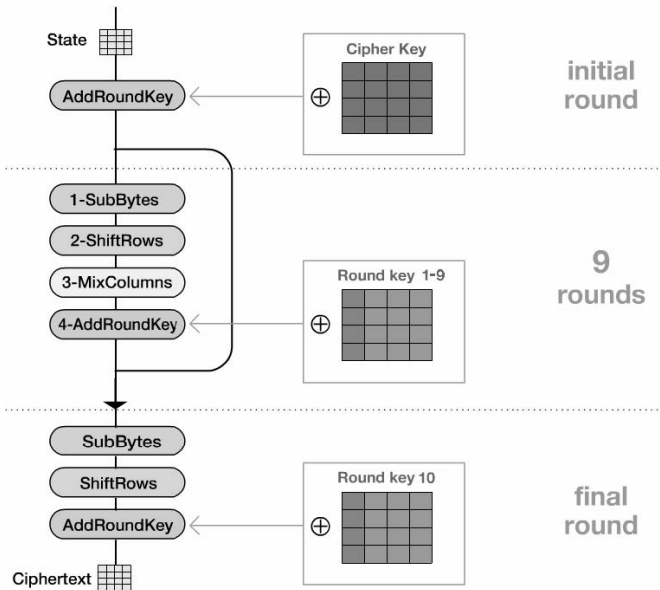 State
Cipher Key
AddRoundKey
⊕
initial
round
1-SubBytes
2-ShiftRows
3-MixColumns
4-AddRoundKey
Round key 1-9
⊕
9
rounds
SubBytes
ShiftRows
AddRoundKey
Round key 10
⊕
final
round
Ciphertext